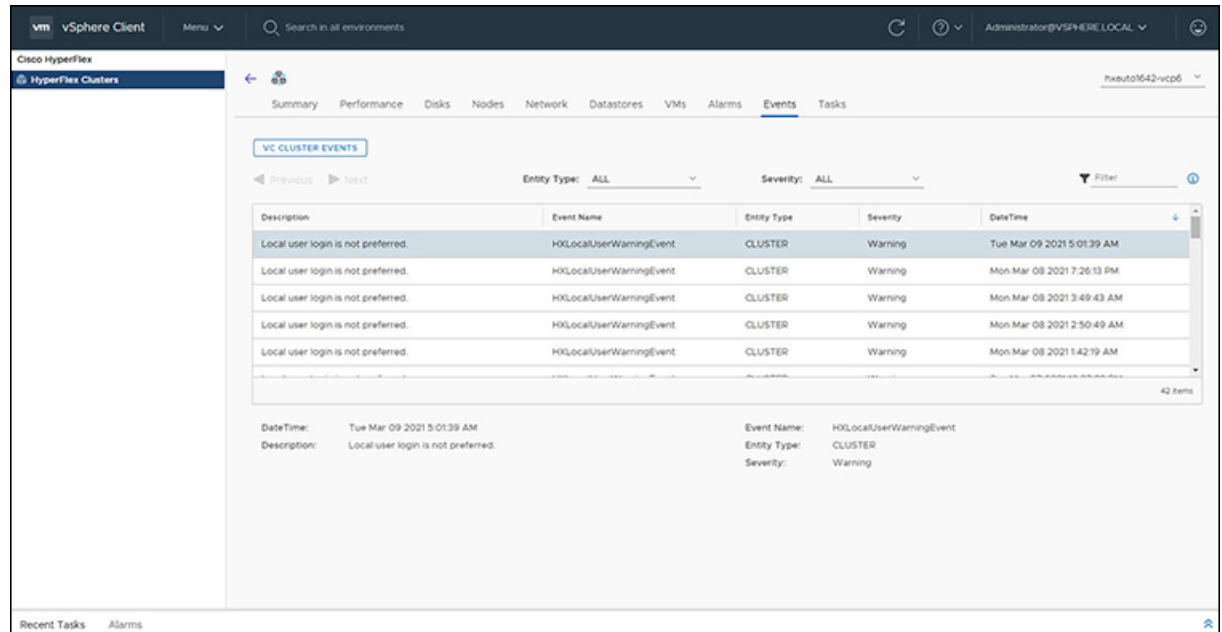 vm vSphere Client Menu Search in all environments Administrator@VSPHERE.LOCAL
Cisco HyperFlex
HyperFlex Clusters
hxauto1642-vcp6
Summary Performance Disks Nodes Network Datastores VMs Alarms Events Tasks
VC CLUSTER EVENTS
Previous Next Entity Type: ALL Severity: ALL Filter
Description Event Name Entity Type Severity DateTime
Local user login is not preferred. HXLocalUserWarningEvent CLUSTER Warning Tue Mar 09 2021 5:01:39 AM
Local user login is not preferred. HXLocalUserWarningEvent CLUSTER Warning Mon Mar 08 2021 7:26:13 PM
Local user login is not preferred. HXLocalUserWarningEvent CLUSTER Warning Mon Mar 08 2021 3:49:43 AM
Local user login is not preferred. HXLocalUserWarningEvent CLUSTER Warning Mon Mar 08 2021 2:50:49 AM
Local user login is not preferred. HXLocalUserWarningEvent CLUSTER Warning Mon Mar 08 2021 1:42:19 AM
42 items
DateTime: Tue Mar 09 2021 5:01:39 AM Event Name: HXLocalUserWarningEvent
Description: Local user login is not preferred. Entity Type: CLUSTER
Severity: Warning
Recent Tasks Alarms